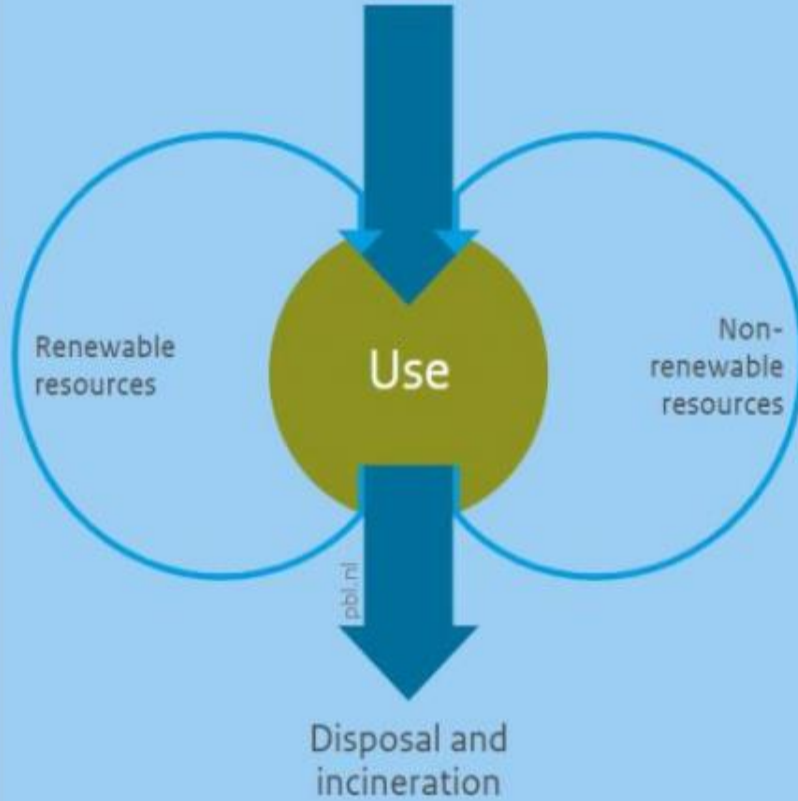 Renewable
resources
Use
Non-
renewable
resources
pbl.nl
Disposal and
incineration